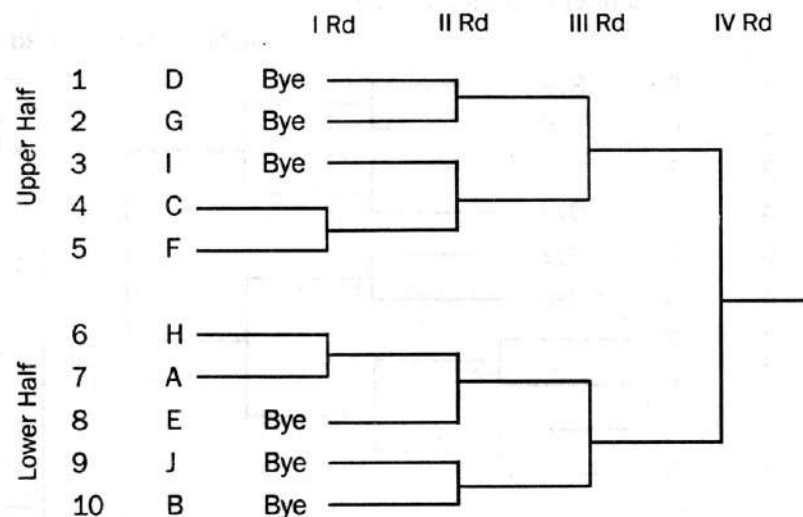 I Rd II Rd III Rd IV Rd
Upper Half
1 D Bye
2 G Bye
3 I Bye
4 C
5 F
Lower Half
6 H
7 A
8 E Bye
9 J Bye
10 B Bye